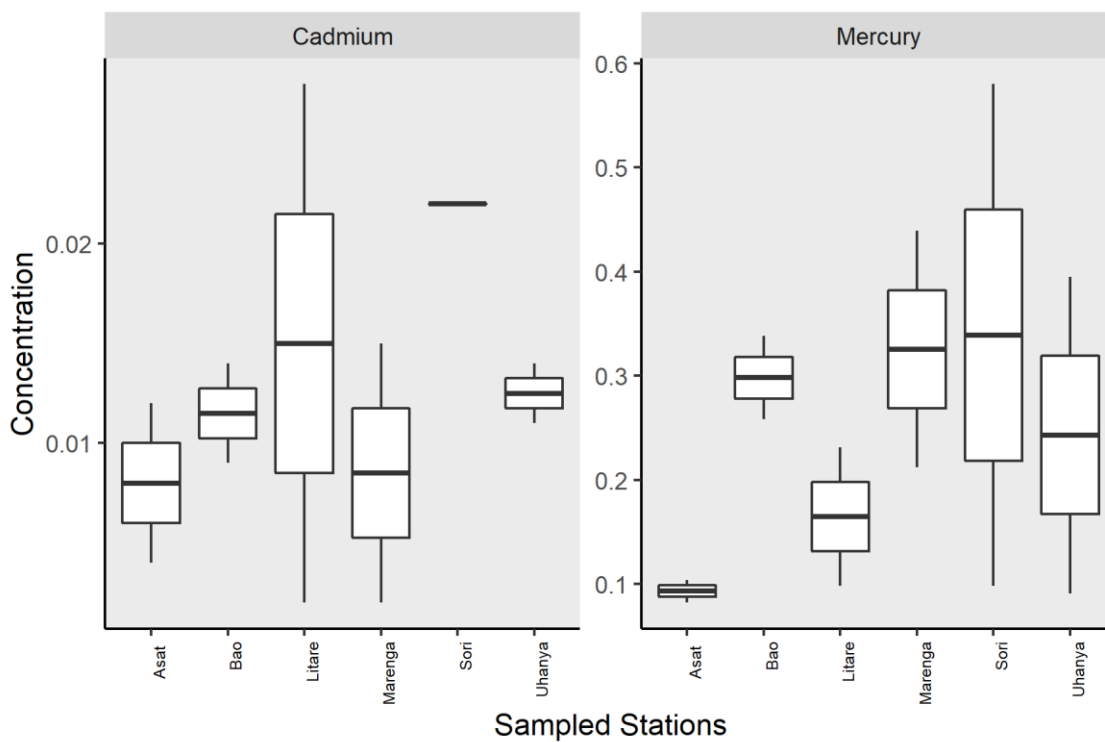 Cadmium
Mercury
Concentration
0.02
0.01
0.6
0.5
0.4
0.3
0.2
0.1
Asat
Bao
Litare
Marenga
Sori
Uhanya
Asat
Bao
Litare
Marenga
Sori
Uhanya
Sampled Stations